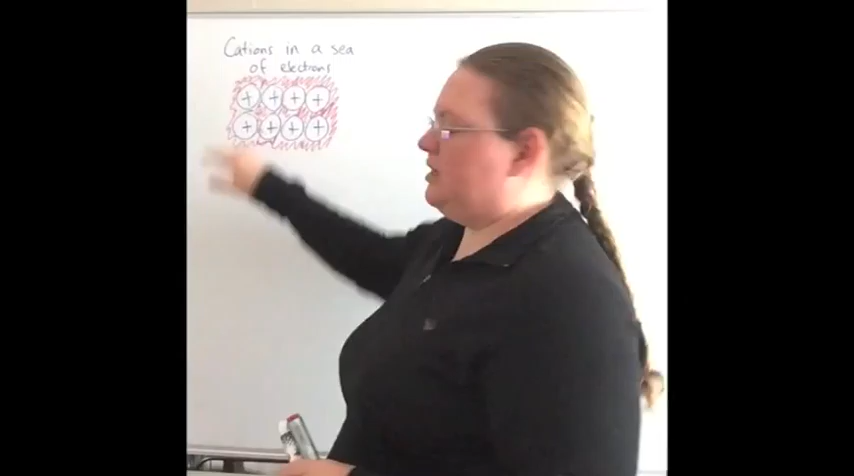 Cations in a sea
of electrons
+ + + +
+ + + +